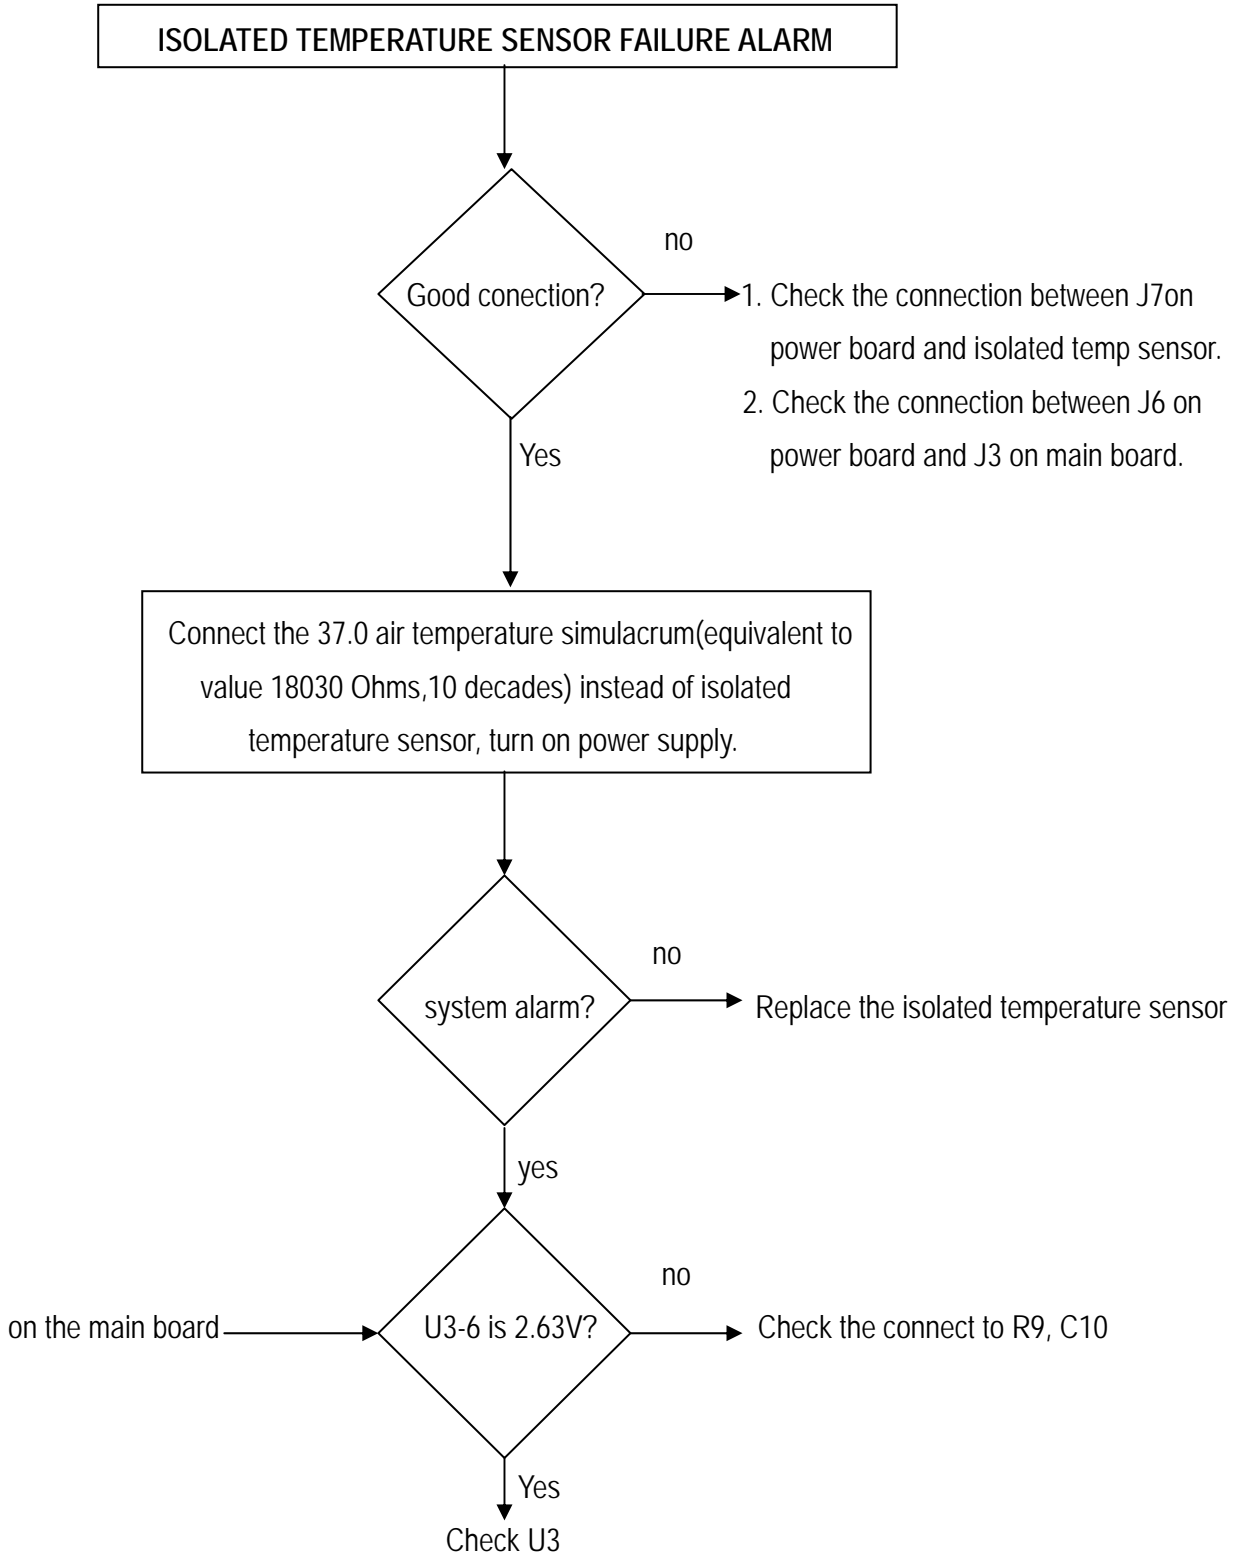 ISOLATED TEMPERATURE SENSOR FAILURE ALARM
no
Good conection?
1. Check the connection between J7on
power board and isolated temp sensor.
2. Check the connection between J6 on
power board and J3 on main board.
Yes
Connect the 37.0 air temperature simulacrum(equivalent to
value 18030 Ohms,10 decades) instead of isolated
temperature sensor, turn on power supply.
no
system alarm?
Replace the isolated temperature sensor
yes
no
on the main board
U3-6 is 2.63V?
Check the connect to R9, C10
Yes
Check U3